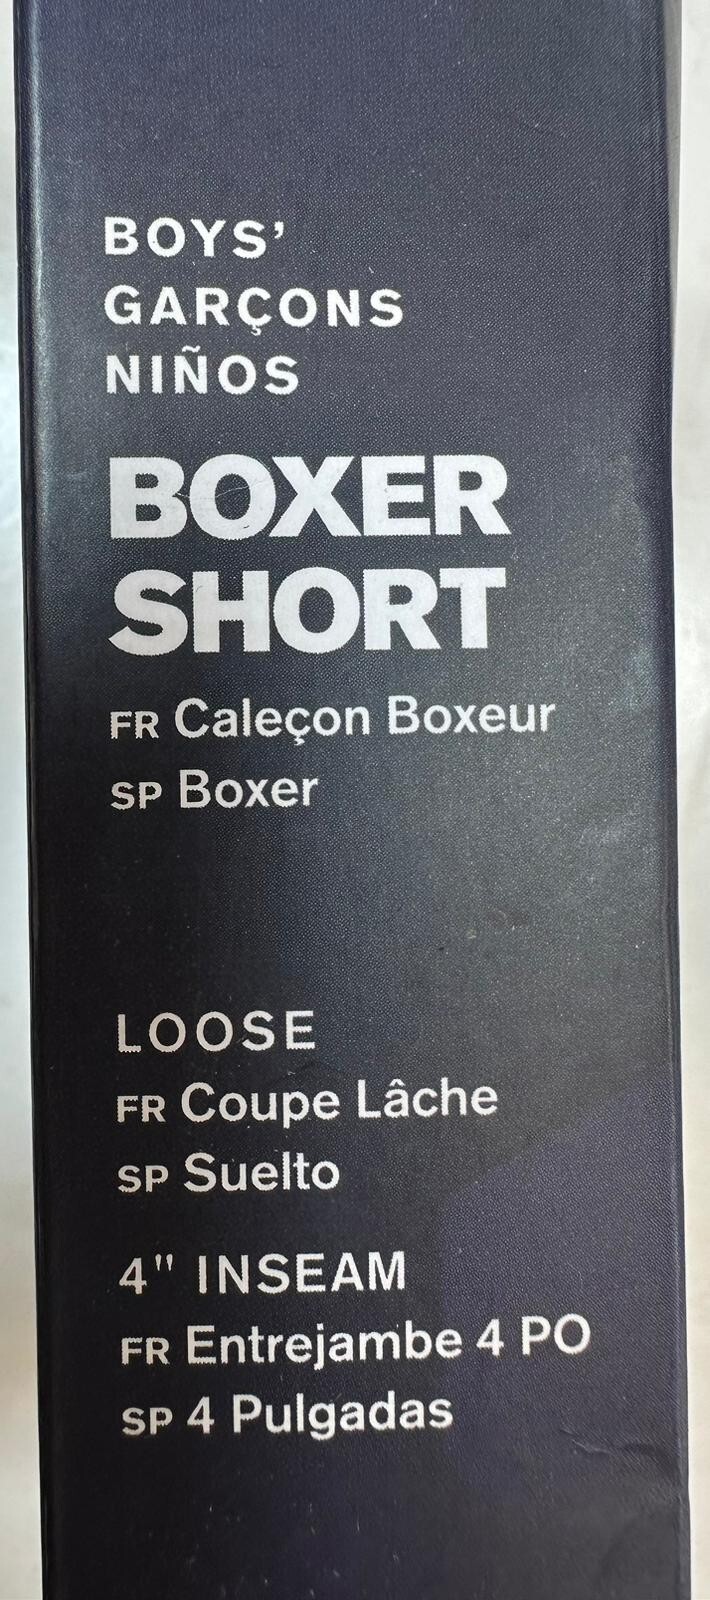 BOYS’
GARÇONS
NIÑOS
BOXER
SHORT
FR Caleçon Boxeur
SP Boxer
LOOSE
FR Coupe Lâche
SP Suelto
4" INSEAM
FR Entrejambe 4 PO
SP 4 Pulgadas